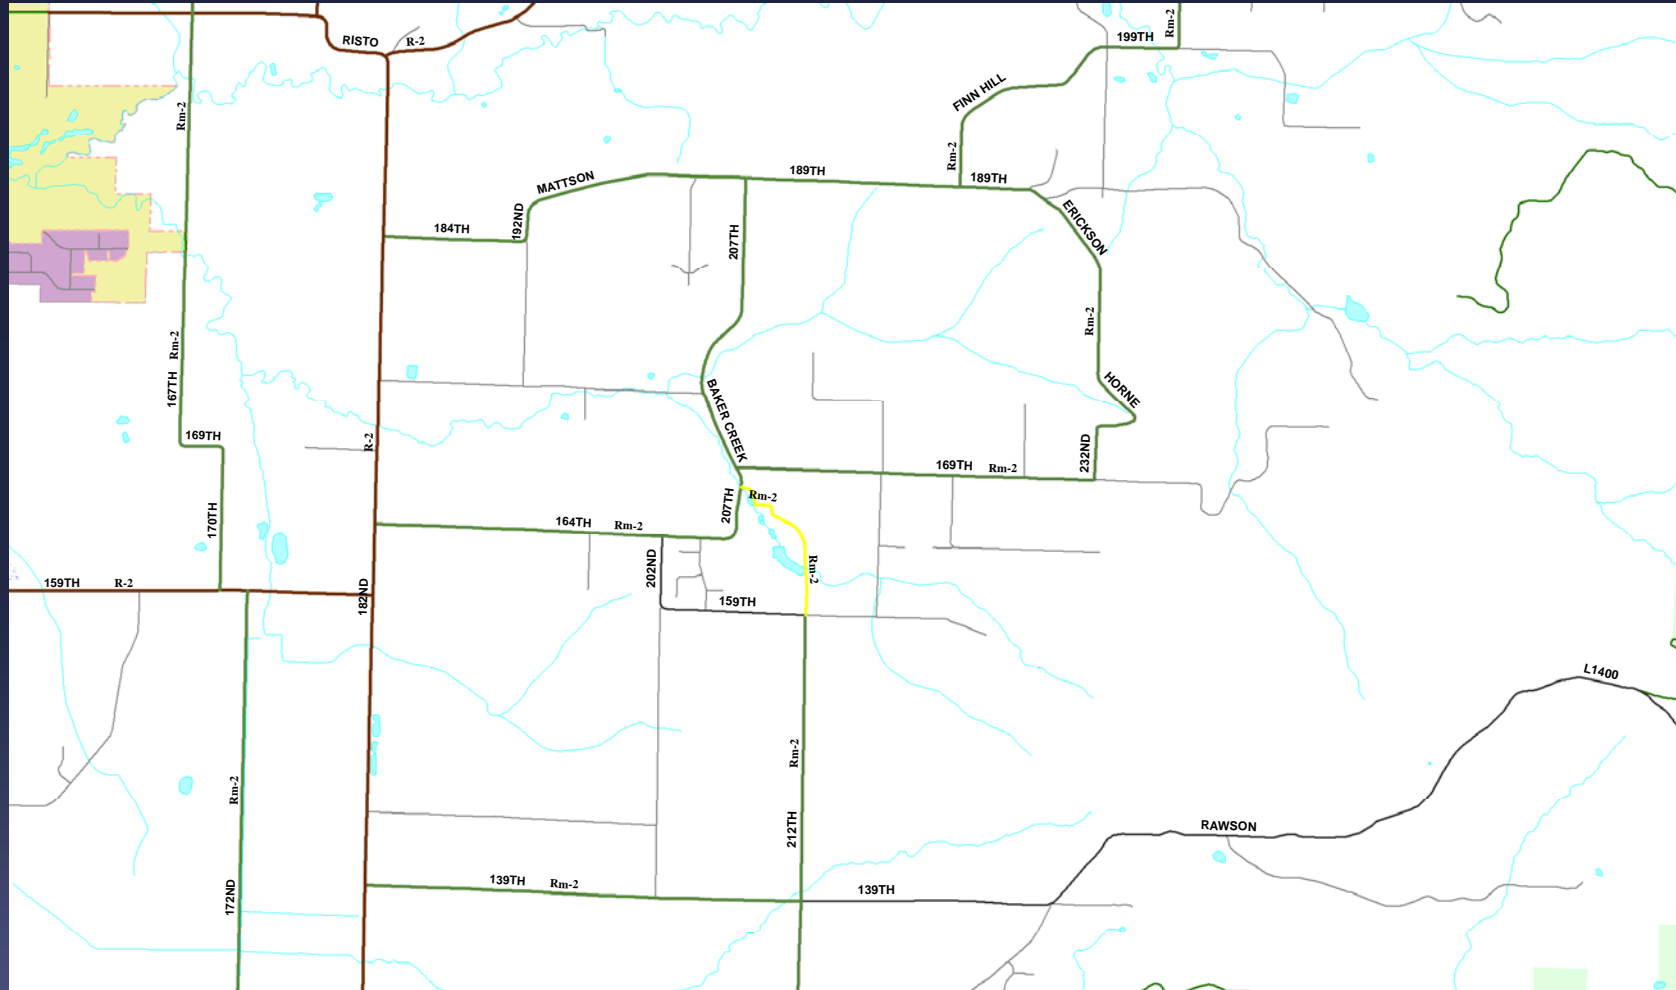 RISTO
R-2
199TH
Rm-2
FINN HILL
Rm-2
Rm-2
189TH
189TH
MATTSON
192ND
184TH
207TH
ERICKSON
Rm-2
Rm-2
167TH
BAKER CREEK
HORNE
169TH
R-2
232ND
169TH
Rm-2
170TH
207TH
Rm-2
164TH
Rm-2
202ND
Rm-2
159TH
R-2
182ND
159TH
L1400
Rm-2
Rm-2
212TH
RAWSON
139TH
Rm-2
139TH
172ND